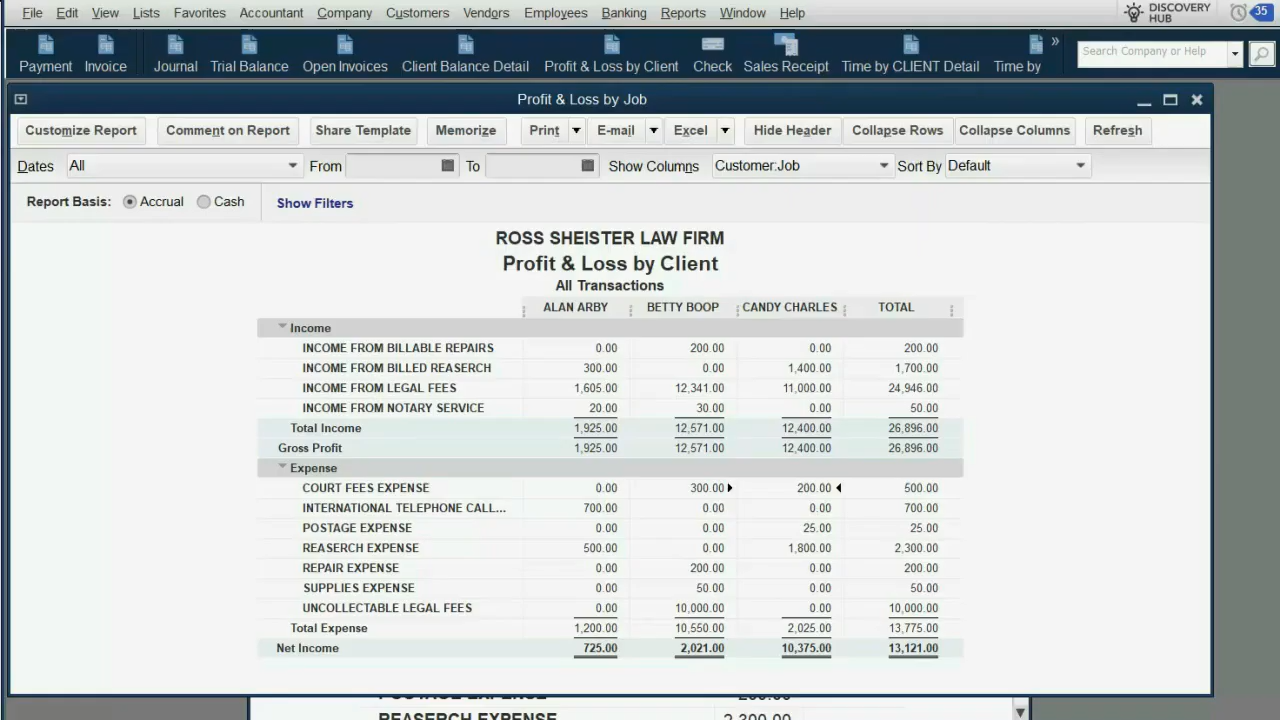 File Edit View Lists Favorites Accountant Company Customers Vendors Employees Banking Reports Window Help DISCOVERY HUB 35
Payment Invoice Journal Trial Balance Open Invoices Client Balance Detail Profit & Loss by Client Check Sales Receipt Time by CLIENT Detail Time by » Search Company or Help
Profit & Loss by Job
Customize Report Comment on Report Share Template Memorize Print E-mail Excel Hide Header Collapse Rows Collapse Columns Refresh
Dates All From To Show Columns Customer:Job Sort By Default
Report Basis: Accrual Cash Show Filters
ROSS SHEISTER LAW FIRM
Profit & Loss by Client
All Transactions
ALAN ARBY BETTY BOOP CANDY CHARLES TOTAL
Income
INCOME FROM BILLABLE REPAIRS 0.00 200.00 0.00 200.00
INCOME FROM BILLED REASERCH 300.00 0.00 1,400.00 1,700.00
INCOME FROM LEGAL FEES 1,605.00 12,341.00 11,000.00 24,946.00
INCOME FROM NOTARY SERVICE 20.00 30.00 0.00 50.00
Total Income 1,925.00 12,571.00 12,400.00 26,896.00
Gross Profit 1,925.00 12,571.00 12,400.00 26,896.00
Expense
COURT FEES EXPENSE 0.00 300.00 200.00 500.00
INTERNATIONAL TELEPHONE CALL... 700.00 0.00 0.00 700.00
POSTAGE EXPENSE 0.00 0.00 25.00 25.00
REASERCH EXPENSE 500.00 0.00 1,800.00 2,300.00
REPAIR EXPENSE 0.00 200.00 0.00 200.00
SUPPLIES EXPENSE 0.00 50.00 0.00 50.00
UNCOLLECTABLE LEGAL FEES 0.00 10,000.00 0.00 10,000.00
Total Expense 1,200.00 10,550.00 2,025.00 13,775.00
Net Income 725.00 2,021.00 10,375.00 13,121.00
POSTAGE EXPENSE
REASERCH EXPENSE 2,300.00